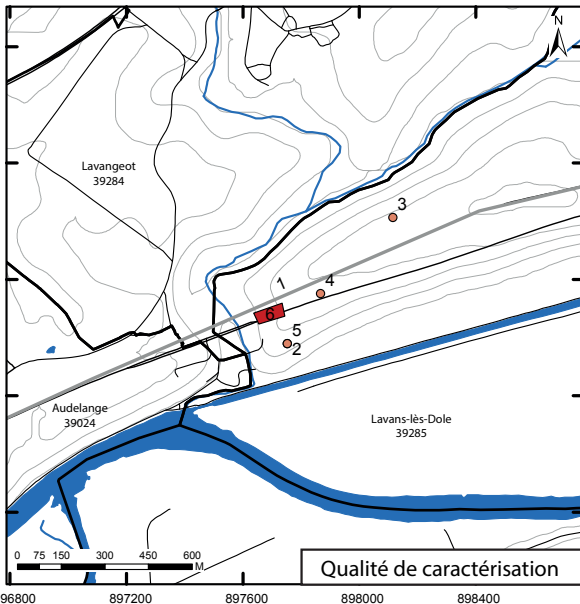 N
Lavangeot
39284
3
1
4
6
5
2
Audelange
39024
Lavans-lès-Dole
39285
0 75 150 300 450 600
M
Qualité de caractérisation
96800 897200 897600 898000 898400